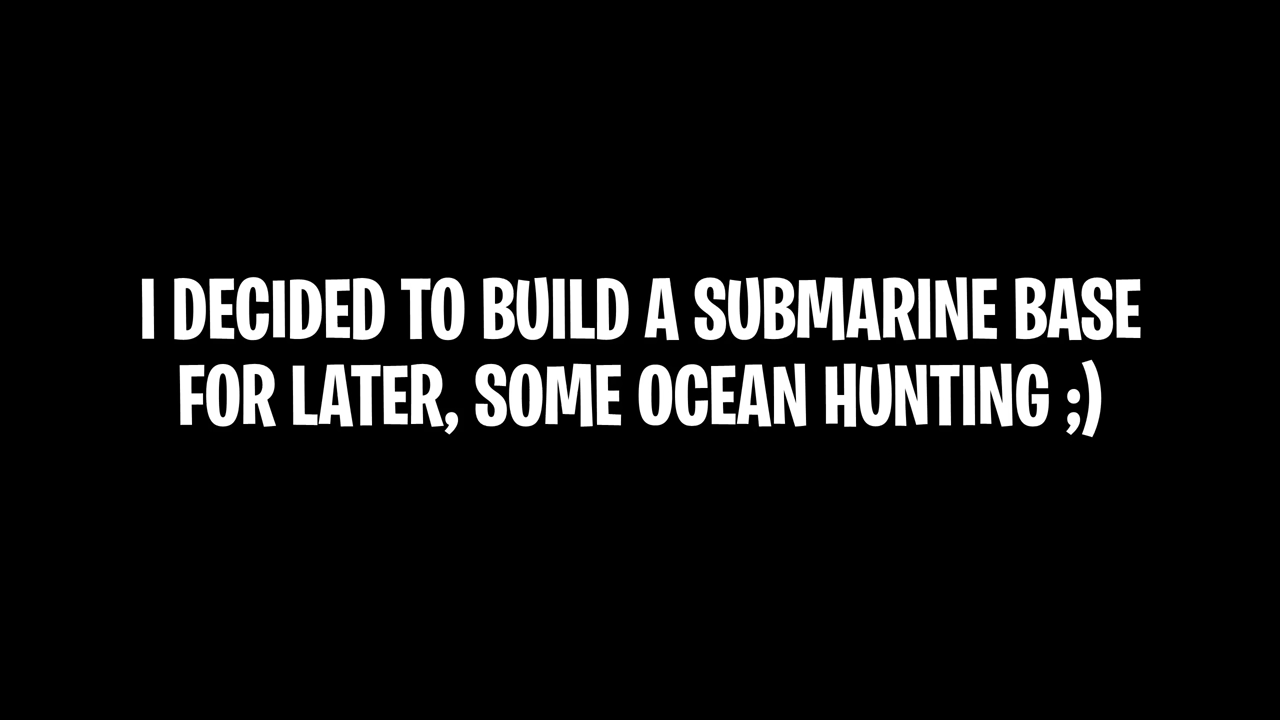 I DECIDED TO BUILD A SUBMARINE BASE
FOR LATER, SOME OCEAN HUNTING ;)